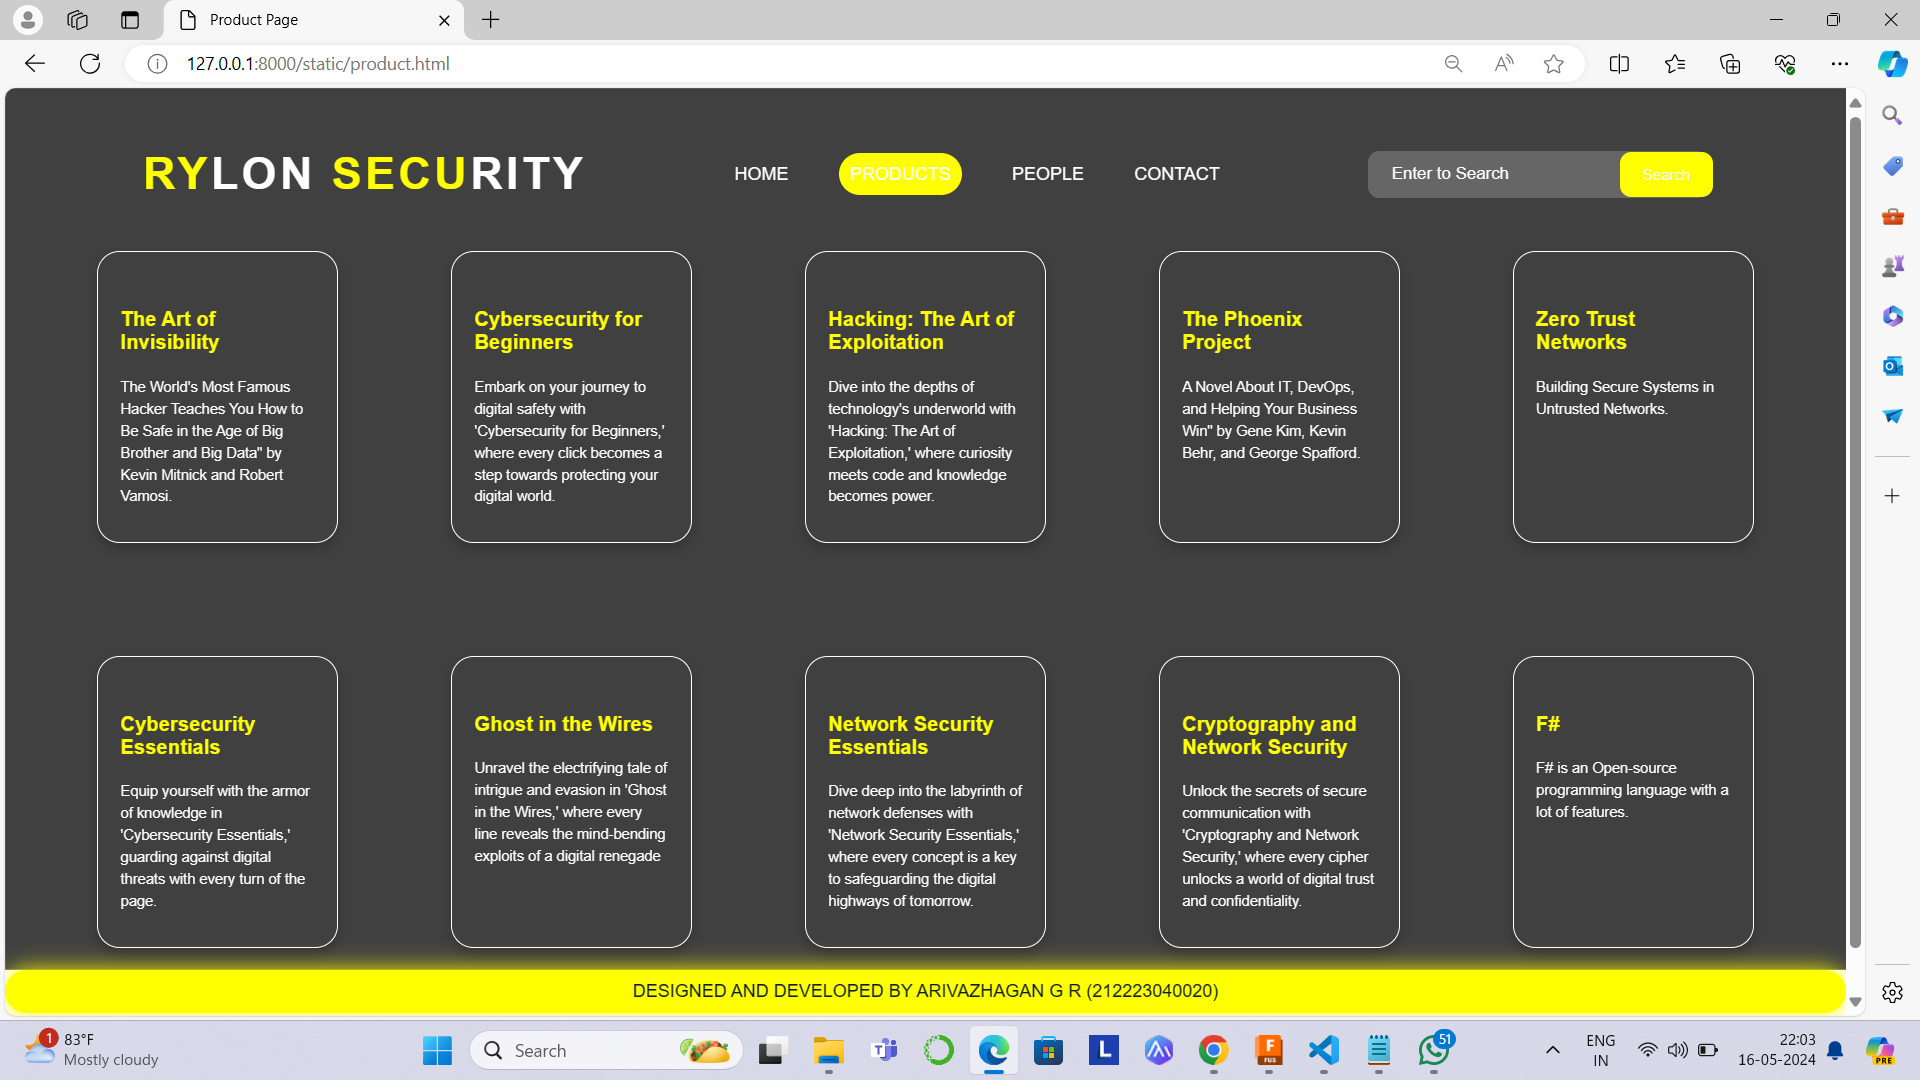 Product Page
127.0.0.1:8000/static/product.html
RYLON SECURITY
HOME
PRODUCTS
PEOPLE
CONTACT
Enter to Search
Search
The Art of
Invisibility
The World's Most Famous
Hacker Teaches You How to
Be Safe in the Age of Big
Brother and Big Data" by
Kevin Mitnick and Robert
Vamosi.
Cybersecurity for
Beginners
Embark on your journey to
digital safety with
'Cybersecurity for Beginners,'
where every click becomes a
step towards protecting your
digital world.
Hacking: The Art of
Exploitation
Dive into the depths of
technology's underworld with
'Hacking: The Art of
Exploitation,' where curiosity
meets code and knowledge
becomes power.
The Phoenix
Project
A Novel About IT, DevOps,
and Helping Your Business
Win" by Gene Kim, Kevin
Behr, and George Spafford.
Zero Trust
Networks
Building Secure Systems in
Untrusted Networks.
Cybersecurity
Essentials
Equip yourself with the armor
of knowledge in
'Cybersecurity Essentials,'
guarding against digital
threats with every turn of the
page.
Ghost in the Wires
Unravel the electrifying tale of
intrigue and evasion in 'Ghost
in the Wires,' where every
line reveals the mind-bending
exploits of a digital renegade
Network Security
Essentials
Dive deep into the labyrinth of
network defenses with
'Network Security Essentials,'
where every concept is a key
to safeguarding the digital
highways of tomorrow.
Cryptography and
Network Security
Unlock the secrets of secure
communication with
'Cryptography and Network
Security,' where every cipher
unlocks a world of digital trust
and confidentiality.
F#
F# is an Open-source
programming language with a
lot of features.
DESIGNED AND DEVELOPED BY ARIVAZHAGAN G R (212223040020)
1
83°F
Mostly cloudy
Search
L
F
FUS
51
ENG
IN
22:03
16-05-2024
PRE